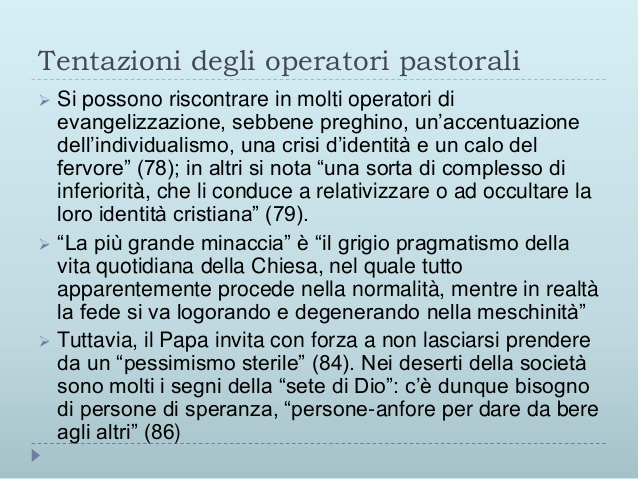 Tentazioni degli operatori pastorali
Si possono riscontrare in molti operatori di
evangelizzazione, sebbene preghino, un’accentuazione
dell’individualismo, una crisi d’identità e un calo del
fervore” (78); in altri si nota “una sorta di complesso di
inferiorità, che li conduce a relativizzare o ad occultare la
loro identità cristiana” (79).
“La più grande minaccia” è “il grigio pragmatismo della
vita quotidiana della Chiesa, nel quale tutto
apparentemente procede nella normalità, mentre in realtà
la fede si va logorando e degenerando nella meschinità”
Tuttavia, il Papa invita con forza a non lasciarsi prendere
da un “pessimismo sterile” (84). Nei deserti della società
sono molti i segni della “sete di Dio”: c’è dunque bisogno
di persone di speranza, “persone-anfore per dare da bere
agli altri” (86)